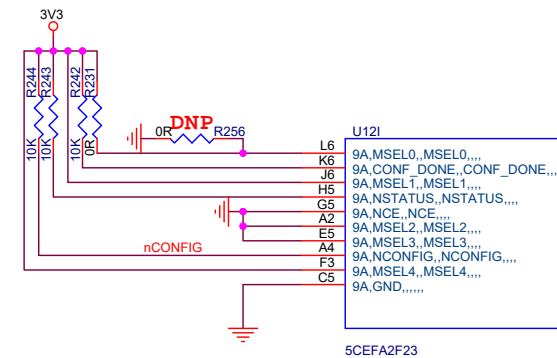 3V3
R244
R243
R242
R231
10K
10K
10K
0R
DNP
0R
R256
U12I
L6
9A,MSEL0,,MSEL0,,,,
K6
9A,CONF_DONE,,CONF_DONE,,,,
J6
9A,MSEL1,,MSEL1,,,,
H5
9A,NSTATUS,,NSTATUS,,,,
G5
9A,NCE,,NCE,,,,
A2
9A,MSEL2,,MSEL2,,,,
E5
9A,MSEL3,,MSEL3,,,,
nCONFIG
A4
9A,NCONFIG,,NCONFIG,,,,
F3
9A,MSEL4,,MSEL4,,,,
C5
9A,GND,,,,,,
5CEFA2F23